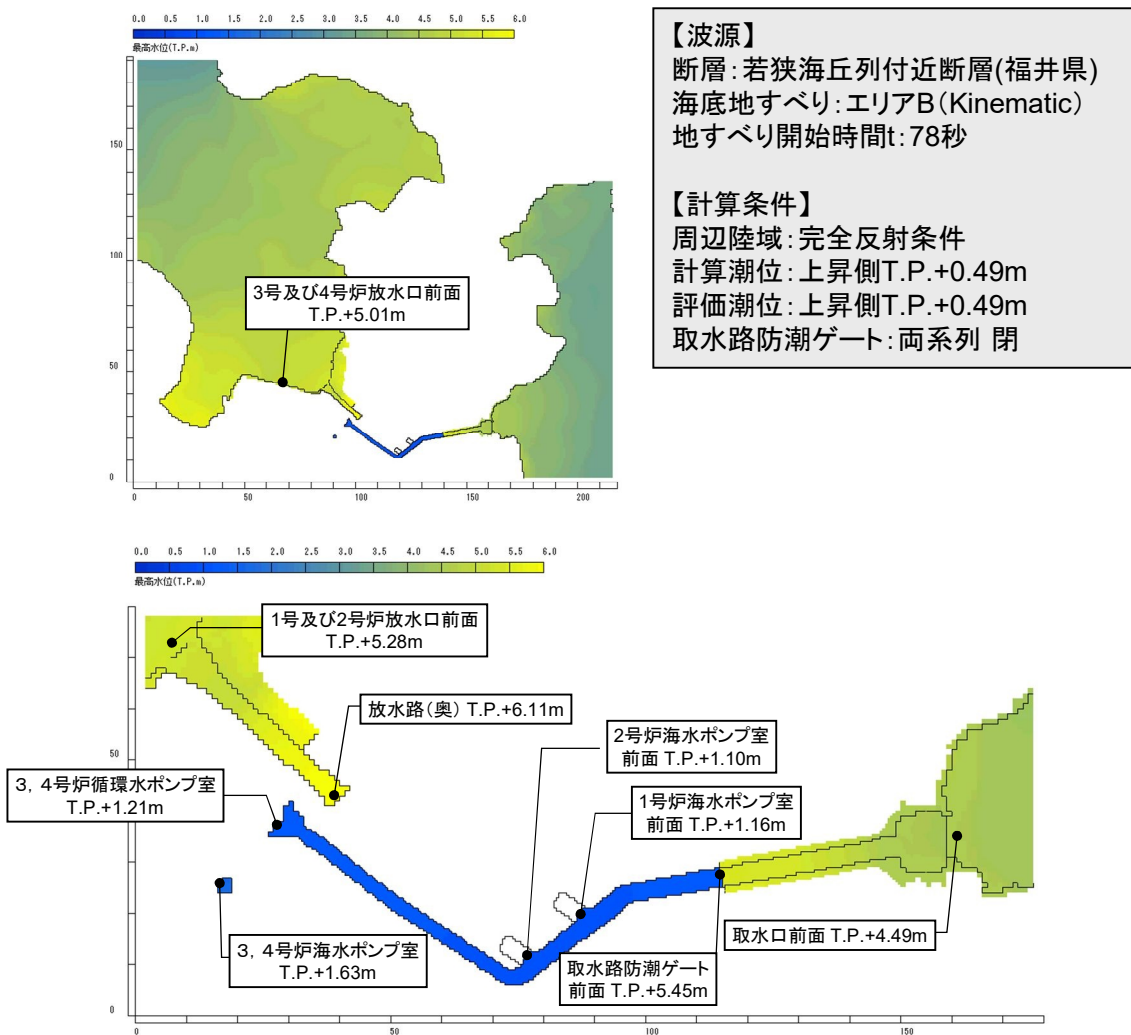 0.0 0.5 1.0 1.5 2.0 2.5 3.0 3.5 4.0 4.5 5.0 5.5 6.0
最高水位(T.P.m)
150
100
50
0
0 50 100 150 200
3号及び4号炉放水口前面
T.P.+5.01m
【波源】
断層:若狭海丘列付近断層(福井県)
海底地すべり:エリアB(Kinematic)
地すべり開始時間t:78秒
【計算条件】
周辺陸域:完全反射条件
計算潮位:上昇側T.P.+0.49m
評価潮位:上昇側T.P.+0.49m
取水路防潮ゲート:両系列 閉
0.0 0.5 1.0 1.5 2.0 2.5 3.0 3.5 4.0 4.5 5.0 5.5 6.0
最高水位(T.P.m)
1号及び2号炉放水口前面
T.P.+5.28m
放水路(奥) T.P.+6.11m
2号炉海水ポンプ室
前面 T.P.+1.10m
3,4号炉循環水ポンプ室
T.P.+1.21m
1号炉海水ポンプ室
前面 T.P.+1.16m
3,4号炉海水ポンプ室
T.P.+1.63m
取水路防潮ゲート
前面 T.P.+5.45m
取水口前面 T.P.+4.49m
50
0
0 50 100 150